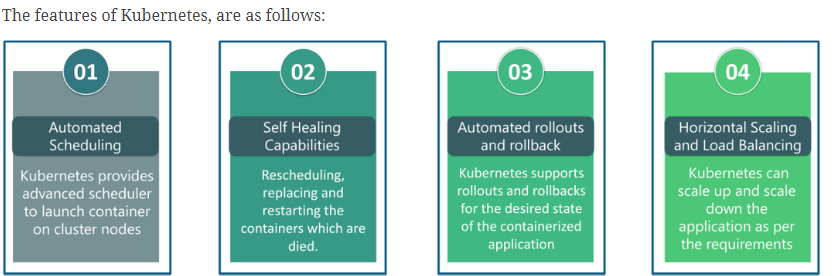 The features of Kubernetes, are as follows:
01
Automated
Scheduling
Kubernetes provides
advanced scheduler
to launch container
on cluster nodes
02
Self Healing
Capabilities
Rescheduling,
replacing and
restarting the
containers which are
died.
03
Automated rollouts
and rollback
Kubernetes supports
rollouts and rollbacks
for the desired state
of the containerized
application
04
Horizontal Scaling
and Load Balancing
Kubernetes can
scale up and scale
down the
application as per
the requirements